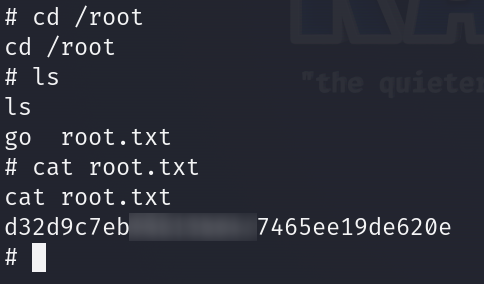 # cd /root
cd /root
# ls
ls
go  root.txt
# cat root.txt
cat root.txt
d32d9c7eb 7465ee19de620e
#
"the quieter